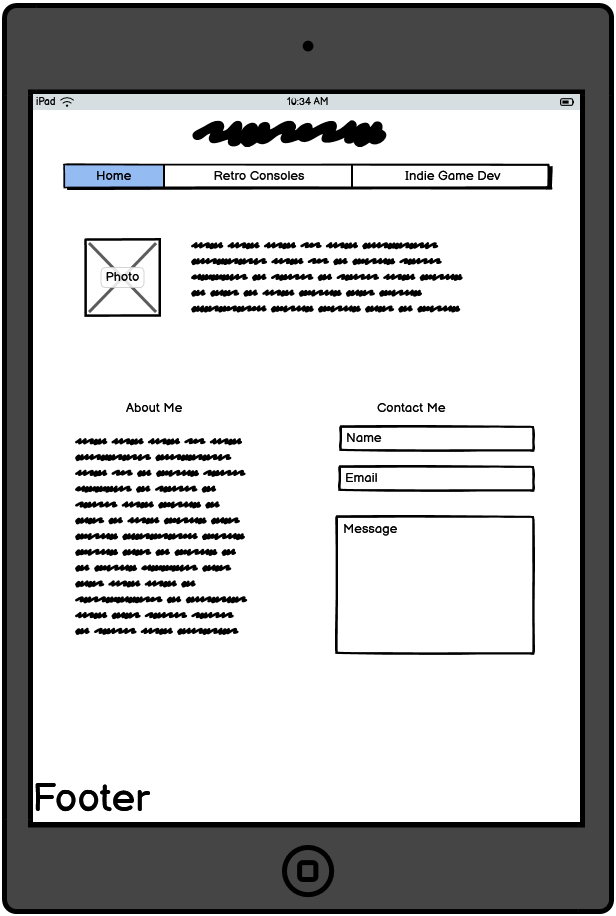 iPad 10:34 AM
Home Retro Consoles Indie Game Dev
Photo
About Me
Contact Me
Name
Email
Message
Footer